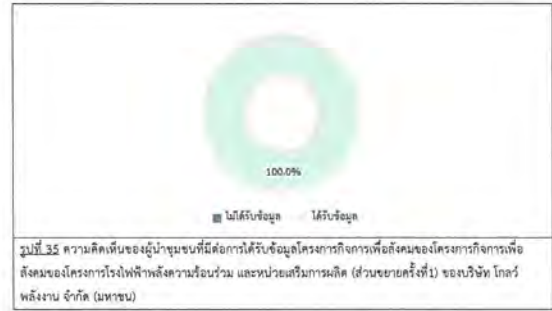 100.0%
ไม่ได้รับข้อมูล ได้รับข้อมูล
รูปที่ 35 ความคิดเห็นของผู้นำชุมชนที่มีต่อการได้รับข้อมูลโครงการกิจการเพื่อสังคมของโครงการกิจการเพื่อ
สังคมของโครงการโรงไฟฟ้าพลังความร้อนร่วม และหน่วยเสริมการผลิต (ส่วนขยายครั้งที่1) ของบริษัท โกลว์
พลังงาน จำกัด (มหาชน)